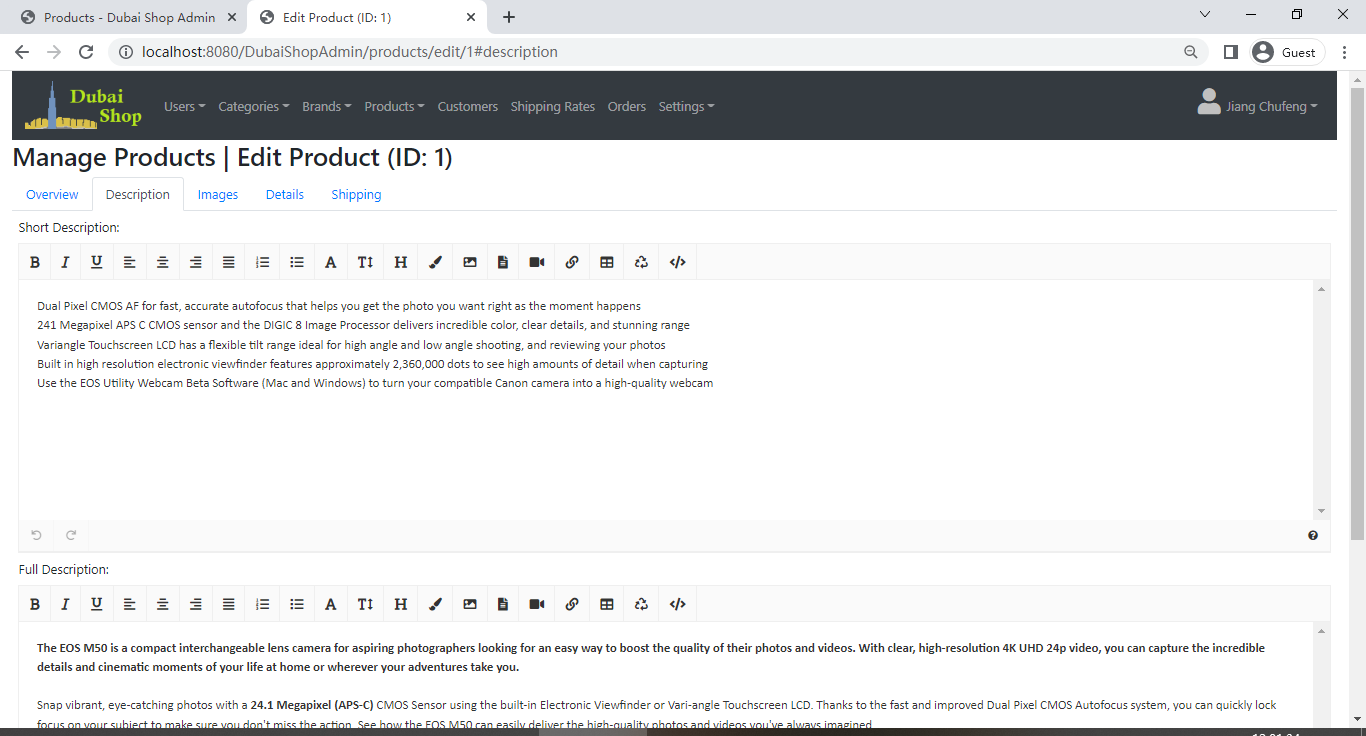 Products - Dubai Shop Admin
Edit Product (ID: 1)
localhost:8080/DubaiShopAdmin/products/edit/1#description
Guest
Dubai Shop
Users
Categories
Brands
Products
Customers
Shipping Rates
Orders
Settings
Jiang Chufeng
Manage Products | Edit Product (ID: 1)
Overview
Description
Images
Details
Shipping
Short Description:
Dual Pixel CMOS AF for fast, accurate autofocus that helps you get the photo you want right as the moment happens
241 Megapixel APS C CMOS sensor and the DIGIC 8 Image Processor delivers incredible color, clear details, and stunning range
Variangle Touchscreen LCD has a flexible tilt range ideal for high angle and low angle shooting, and reviewing your photos
Built in high resolution electronic viewfinder features approximately 2,360,000 dots to see high amounts of detail when capturing
Use the EOS Utility Webcam Beta Software (Mac and Windows) to turn your compatible Canon camera into a high-quality webcam
Full Description:
The EOS M50 is a compact interchangeable lens camera for aspiring photographers looking for an easy way to boost the quality of their photos and videos. With clear, high-resolution 4K UHD 24p video, you can capture the incredible
details and cinematic moments of your life at home or wherever your adventures take you.
Snap vibrant, eye-catching photos with a 24.1 Megapixel (APS-C) CMOS Sensor using the built-in Electronic Viewfinder or Vari-angle Touchscreen LCD. Thanks to the fast and improved Dual Pixel CMOS Autofocus system, you can quickly lock
focus on your subject to make sure you don't miss the action. See how the EOS M50 can easily deliver the high-quality photos and videos you've always imagined.